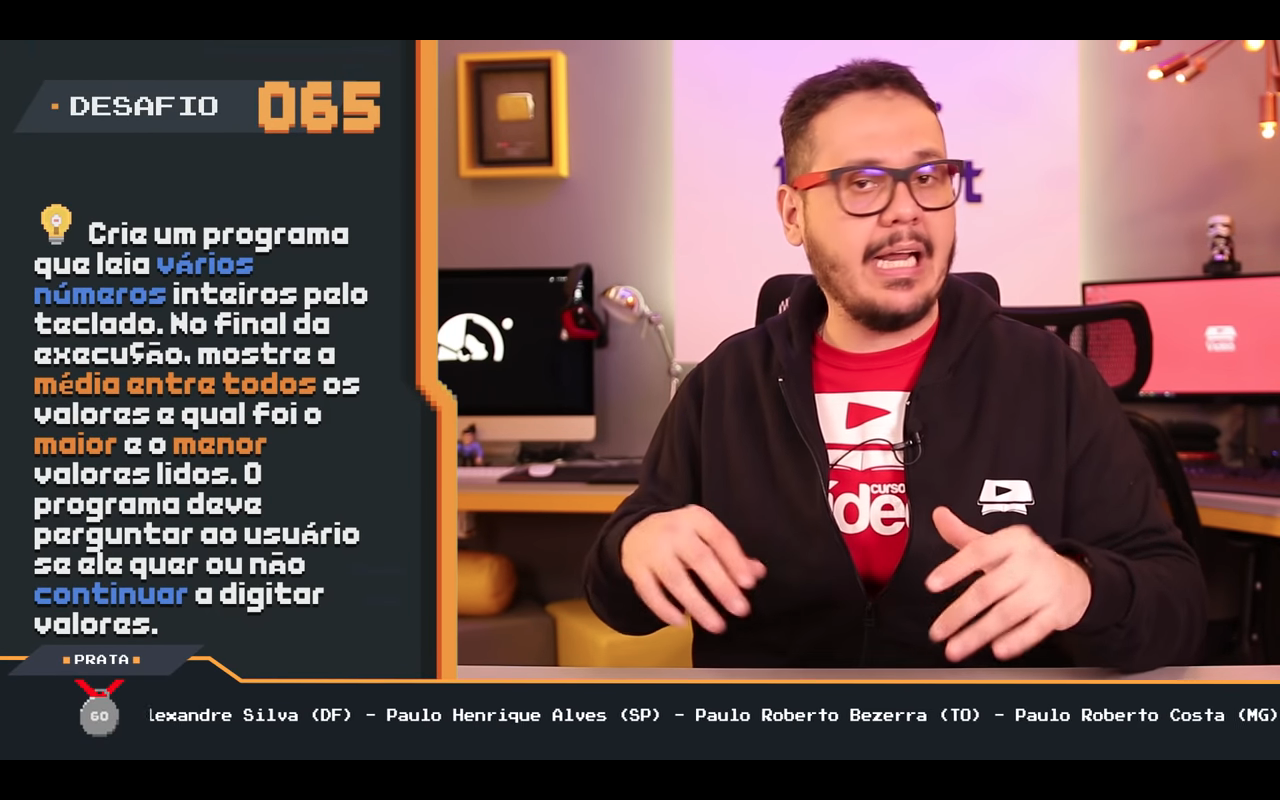 DESAFIO 065
Crie um programa
que leia vários
números inteiros pelo
teclado. No final da
execução, mostre a
média entre todos os
valores e qual foi o
maior e o menor
valores lidos. O
programa deve
perguntar ao usuário
se ele quer ou não
continuar a digitar
valores.
curso
PRATA
60
lexandre Silva (DF) - Paulo Henrique Alves (SP) - Paulo Roberto Bezerra (TO) - Paulo Roberto Costa (MG)